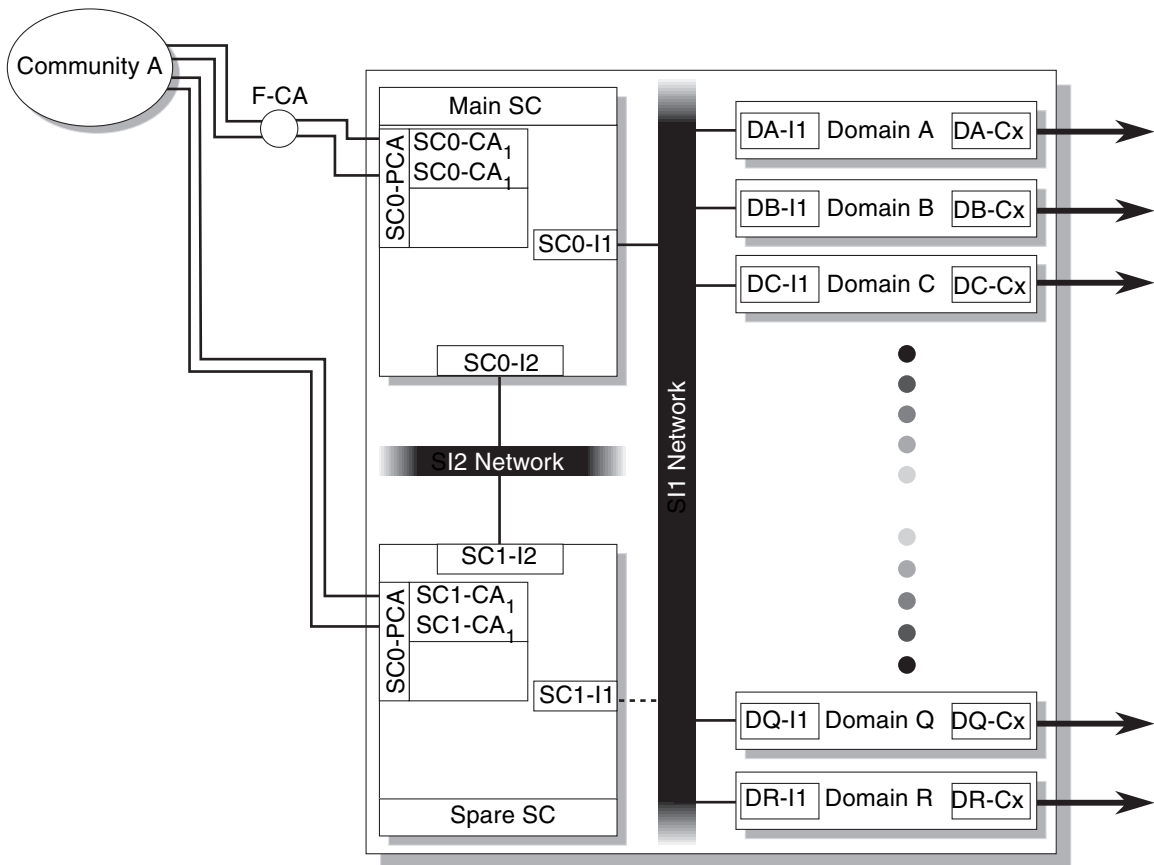 Community A
F-CA
Main SC
SC0-PCA
SC0-CA1
SC0-CA1
SC0-I1
SC0-I2
SI2 Network
SC1-I2
SC0-PCA
SC1-CA1
SC1-CA1
SC1-I1
Spare SC
SI1 Network
DA-I1 Domain A DA-Cx
DB-I1 Domain B DB-Cx
DC-I1 Domain C DC-Cx
DQ-I1 Domain Q DQ-Cx
DR-I1 Domain R DR-Cx